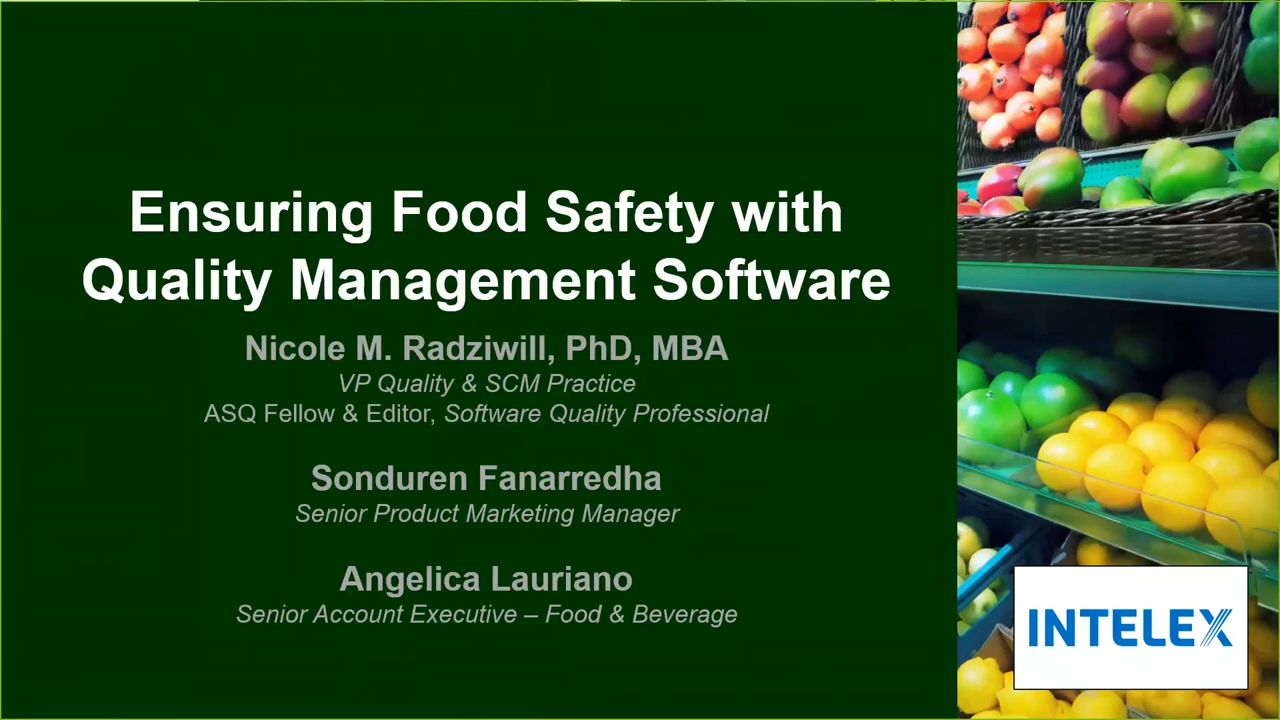 Ensuring Food Safety with
Quality Management Software
Nicole M. Radziwill, PhD, MBA
VP Quality & SCM Practice
ASQ Fellow & Editor, Software Quality Professional
Sonduren Fanarredha
Senior Product Marketing Manager
Angelica Lauriano
Senior Account Executive – Food & Beverage
INTELEX